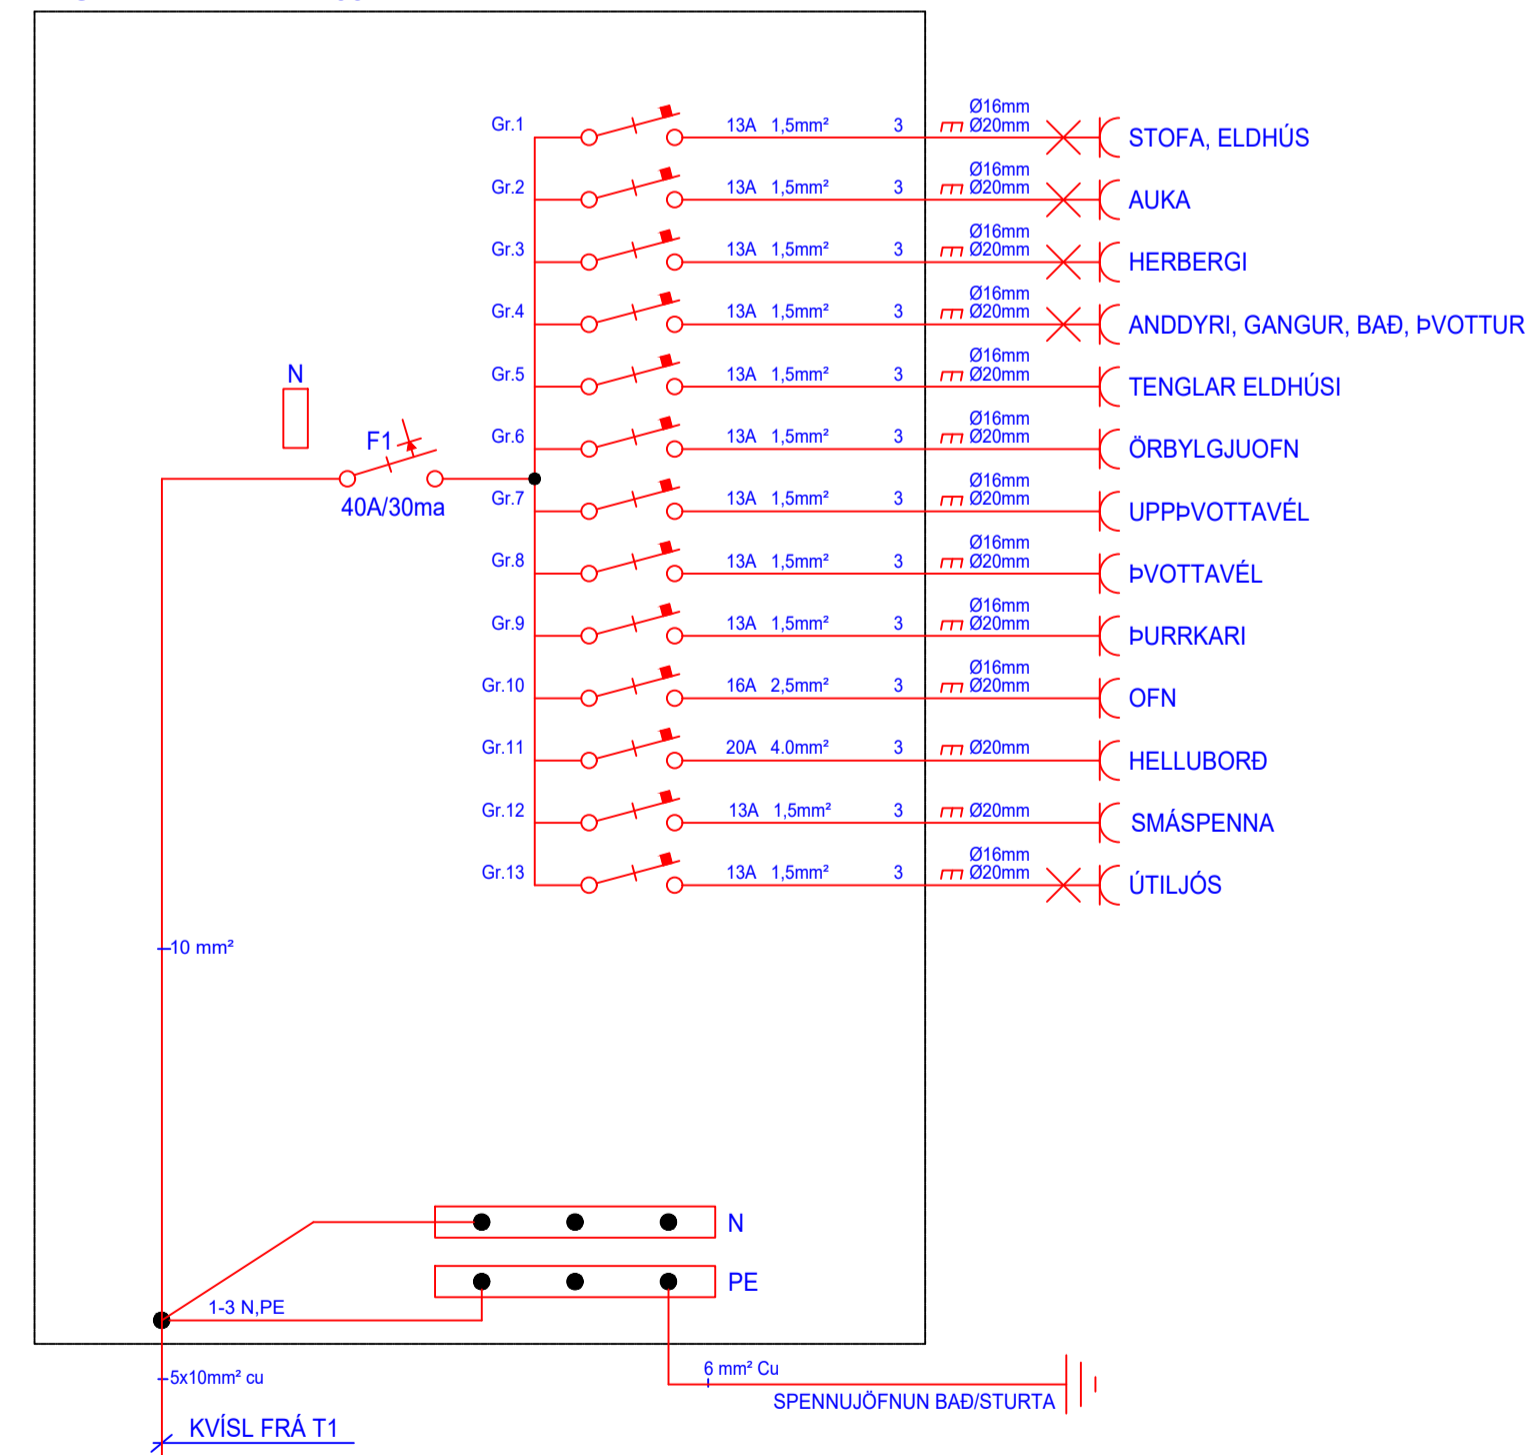 Ø16mm
Gr.1 13A 1,5mm² 3 Ø20mm STOFA, ELDHÚS
Ø16mm
Gr.2 13A 1,5mm² 3 Ø20mm AUKA
Ø16mm
Gr.3 13A 1,5mm² 3 Ø20mm HERBERGI
Ø16mm
Gr.4 13A 1,5mm² 3 Ø20mm ANDDYRI, GANGUR, BAÐ, ÞVOTTUR
Ø16mm
Gr.5 13A 1,5mm² 3 Ø20mm TENGLAR ELDHÚSI
N
Ø16mm
Gr.6 13A 1,5mm² 3 Ø20mm ÖRBYLGJUOFN
F1
40A/30ma
Ø16mm
Gr.7 13A 1,5mm² 3 Ø20mm UPPÞVOTTAVÉL
Ø16mm
Gr.8 13A 1,5mm² 3 Ø20mm ÞVOTTAVÉL
Ø16mm
Gr.9 13A 1,5mm² 3 Ø20mm ÞURRKARI
Ø16mm
Gr.10 16A 2,5mm² 3 Ø20mm OFN
Gr.11 20A 4.0mm² 3 Ø20mm HELLUBORÐ
Gr.12 13A 1,5mm² 3 Ø20mm SMÁSPENNA
Ø16mm
Gr.13 13A 1,5mm² 3 Ø20mm ÚTILJÓS
10 mm²
N
PE
1-3 N,PE
5x10mm² cu
6 mm² Cu
SPENNUJÖFNUN BAÐ/STURTA
KVÍSL FRÁ T1